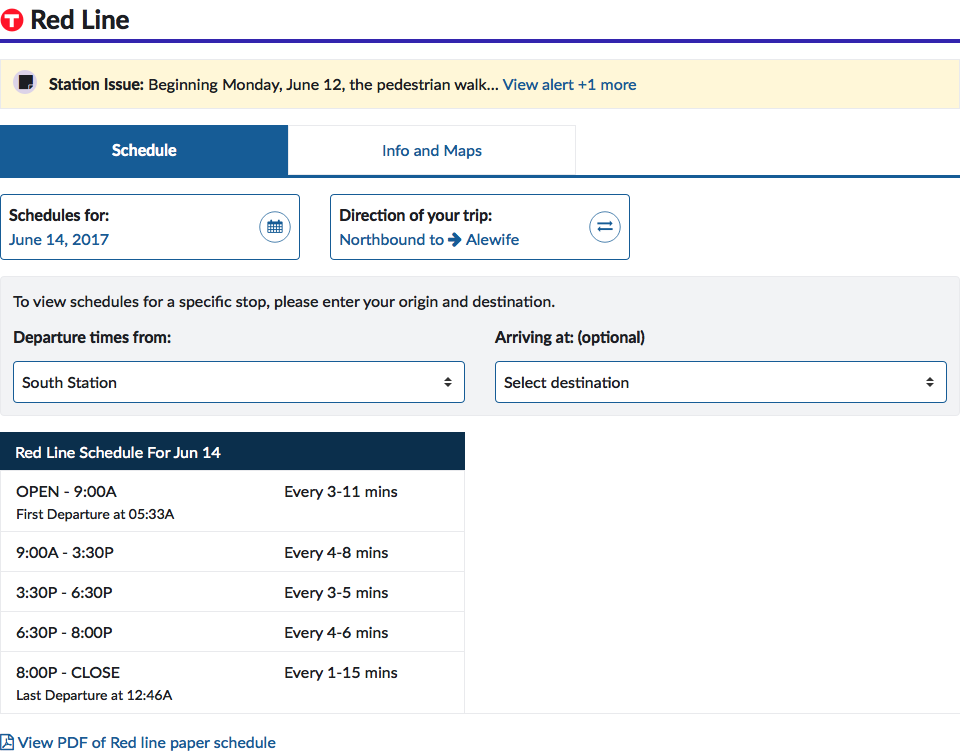 T Red Line
Station Issue: Beginning Monday, June 12, the pedestrian walk... View alert +1 more
Schedule
Info and Maps
Schedules for:
June 14, 2017
Direction of your trip:
Northbound to → Alewife
To view schedules for a specific stop, please enter your origin and destination.
Departure times from:
South Station
Arriving at: (optional)
Select destination
Red Line Schedule For Jun 14
OPEN - 9:00A Every 3-11 mins
First Departure at 05:33A
9:00A - 3:30P Every 4-8 mins
3:30P - 6:30P Every 3-5 mins
6:30P - 8:00P Every 4-6 mins
8:00P - CLOSE Every 1-15 mins
Last Departure at 12:46A
View PDF of Red line paper schedule